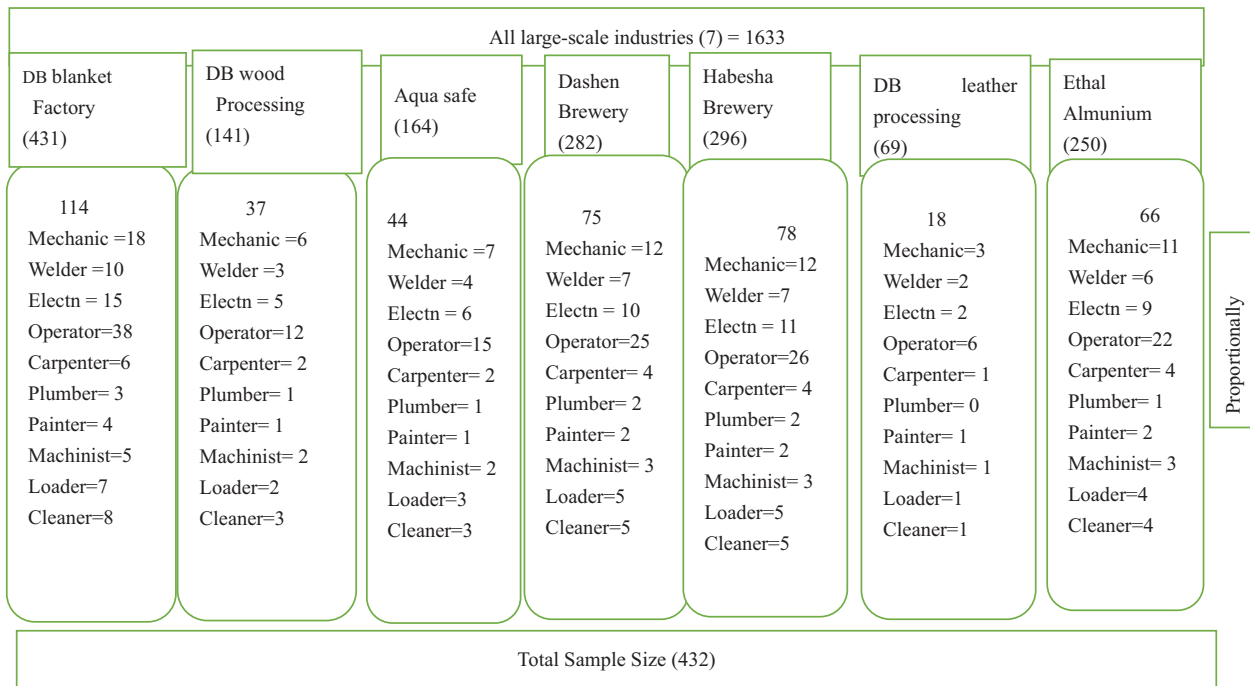 All large-scale industries (7) = 1633
DB blanket
Factory
(431)
DB wood
Processing
(141)
Aqua safe
(164)
Dashen
Brewery
(282)
Habesha
Brewery
(296)
DB leather
processing
(69)
Ethal
Almunium
(250)
114
Mechanic =18
Welder =10
Electn = 15
Operator=38
Carpenter=6
Plumber= 3
Painter= 4
Machinist=5
Loader=7
Cleaner=8
37
Mechanic =6
Welder =3
Electn = 5
Operator=12
Carpenter= 2
Plumber= 1
Painter= 1
Machinist= 2
Loader=2
Cleaner=3
44
Mechanic =7
Welder =4
Electn = 6
Operator=15
Carpenter= 2
Plumber= 1
Painter= 1
Machinist= 2
Loader=3
Cleaner=3
75
Mechanic =12
Welder =7
Electn = 10
Operator=25
Carpenter= 4
Plumber= 2
Painter= 2
Machinist= 3
Loader=5
Cleaner=5
78
Mechanic=12
Welder =7
Electn = 11
Operator=26
Carpenter= 4
Plumber= 2
Painter= 2
Machinist= 3
Loader=5
Cleaner=5
18
Mechanic=3
Welder =2
Electn = 2
Operator=6
Carpenter= 1
Plumber= 0
Painter= 1
Machinist= 1
Loader=1
Cleaner=1
66
Mechanic=11
Welder =6
Electn = 9
Operator=22
Carpenter= 4
Plumber= 1
Painter= 2
Machinist= 3
Loader=4
Cleaner=4
Proportionally
Total Sample Size (432)